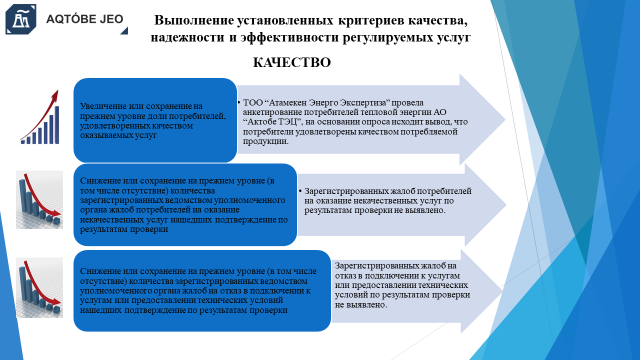 AQTÓBE JEO
Выполнение установленных критериев качества,
надежности и эффективности регулируемых услуг
КАЧЕСТВО
Увеличение или сохранение на
прежнем уровне доли потребителей,
удовлетворенных качеством
оказываемых услуг
• ТОО “Атамекен Энерго Экспертиза” провела
анкетирование потребителей тепловой энергии АО
“Актобе ТЭЦ”, на основании опроса исходит вывод, что
потребители удовлетворены качеством потребляемой
продукции.
Снижение или сохранение на прежнем уровне (в
том числе отсутствие) количества
зарегистрированных ведомством уполномоченного
органа жалоб потребителей на оказание
некачественных услуг нашедших подтверждение по
результатам проверки
• Зарегистрированных жалоб потребителей
на оказание некачественных услуг по
результатам проверки не выявлено.
Снижение или сохранение на прежнем уровне (в том числе
отсутствие) количества зарегистрированных ведомством
уполномоченного органа жалоб на отказ в подключении к
услугам или предоставлении технических условий
нашедших подтверждение по результатам проверки
Зарегистрированных жалоб на
отказ в подключении к услугам
или предоставлении технических
условий по результатам проверки
не выявлено.